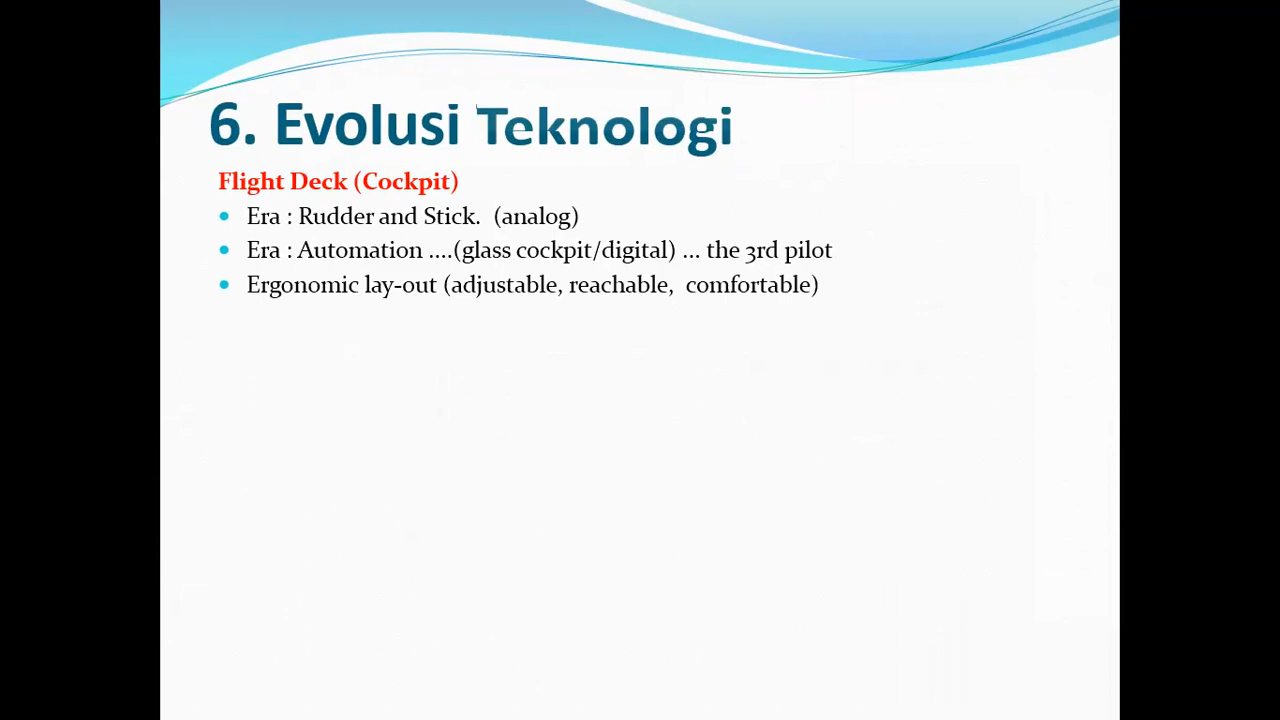 6. Evolusi Teknologi
Flight Deck (Cockpit)
Era : Rudder and Stick. (analog)
Era : Automation ....(glass cockpit/digital) ... the 3rd pilot
Ergonomic lay-out (adjustable, reachable, comfortable)